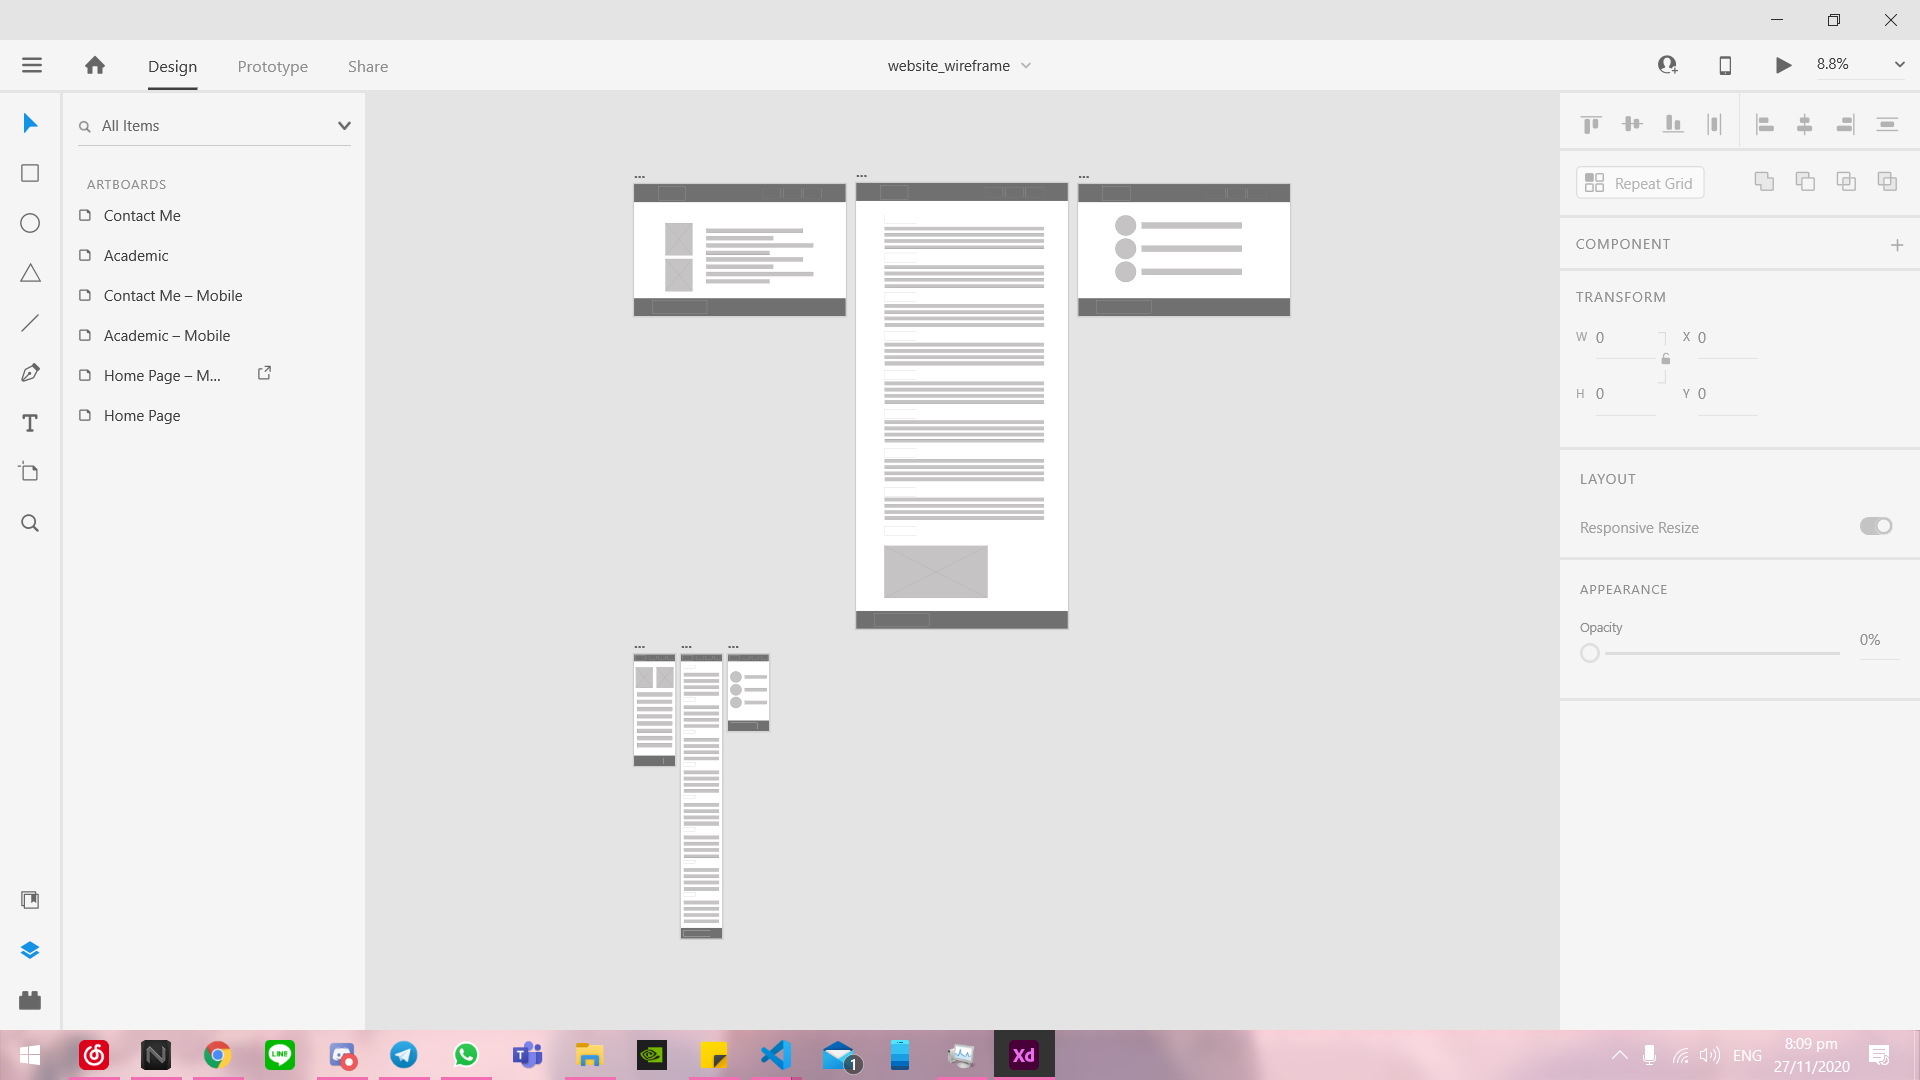 Design
Prototype
Share
website_wireframe
8.8%
All Items
ARTBOARDS
Contact Me
Academic
Contact Me – Mobile
Academic – Mobile
Home Page – M...
Home Page
Repeat Grid
COMPONENT
TRANSFORM
W 0
X 0
H 0
Y 0
LAYOUT
Responsive Resize
APPEARANCE
Opacity
0%
LINE
N
T
1
Xd
ENG
8:09 pm
27/11/2020